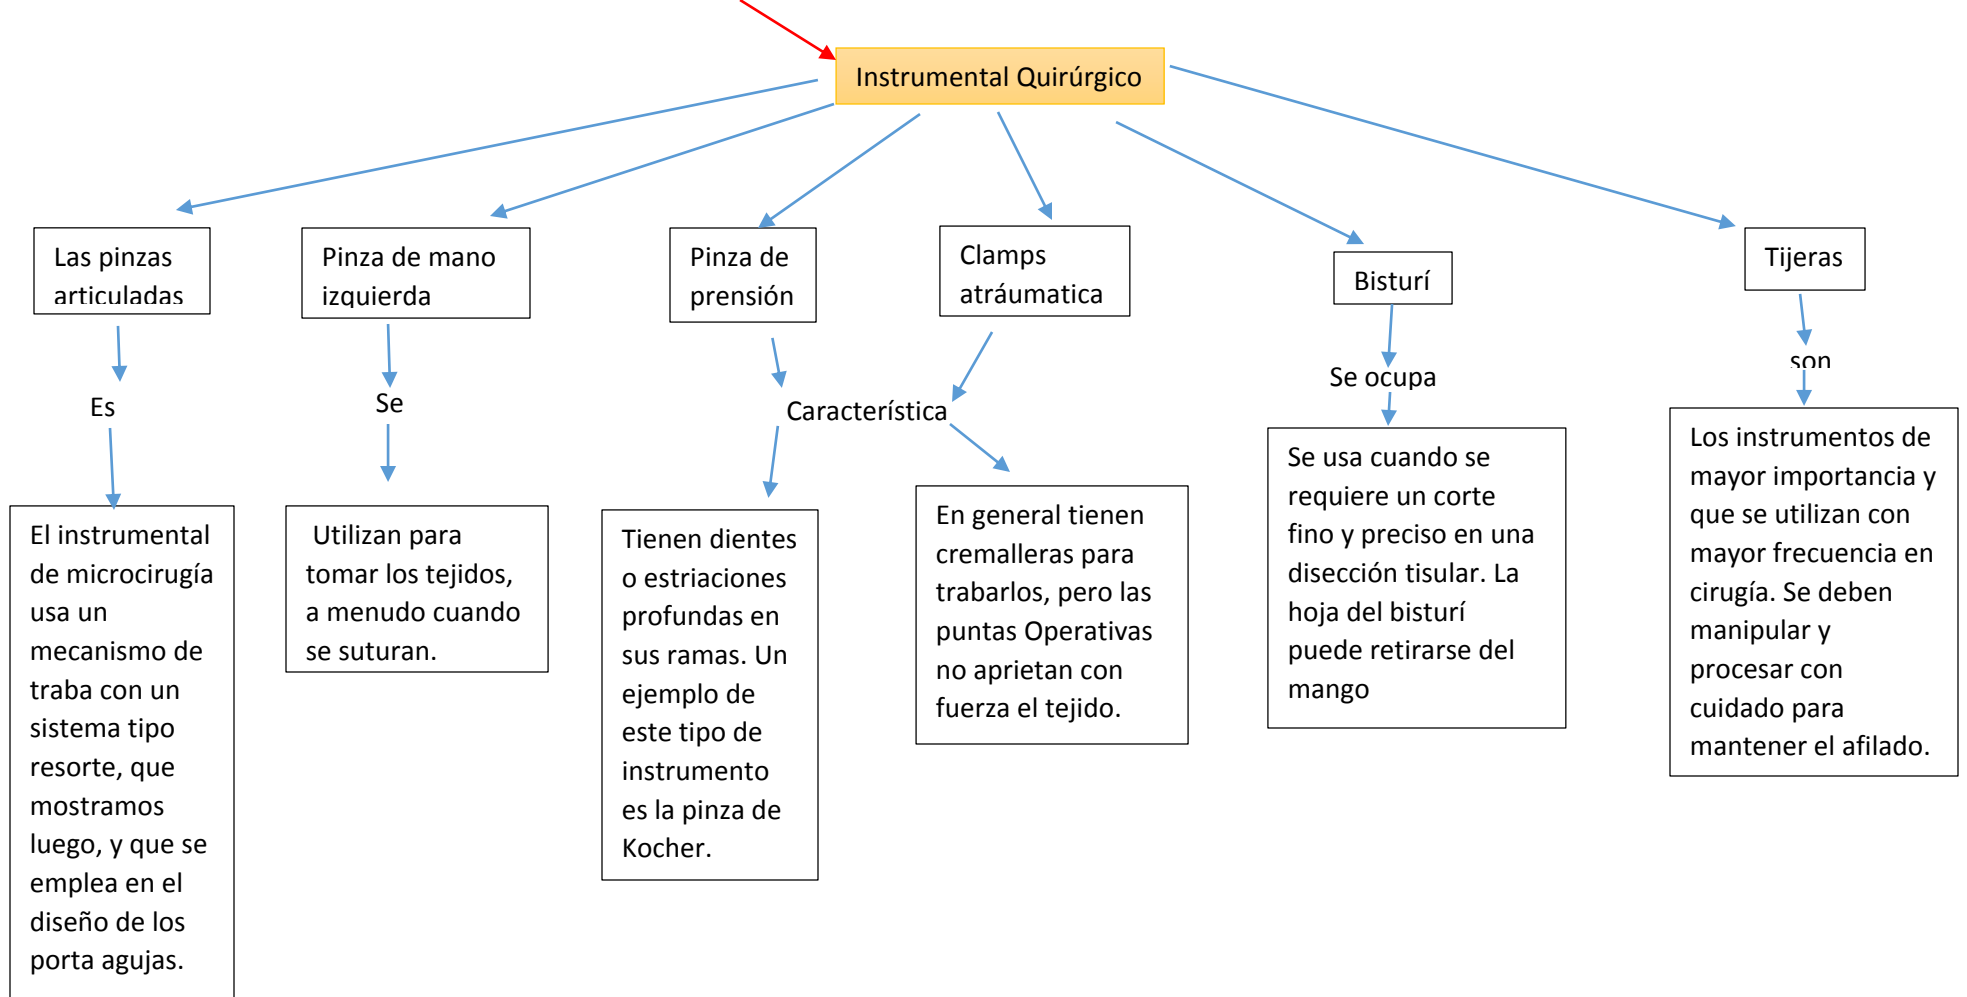 Instrumental Quirúrgico
Las pinzas
articuladas
Pinza de mano
izquierda
Pinza de
prensión
Clamps
atráumatica
Bisturí
Tijeras
Es
Se
Característica
Se ocupa
son
El instrumental
de microcirugía
usa un
mecanismo de
traba con un
sistema tipo
resorte, que
mostramos
luego, y que se
emplea en el
diseño de los
porta agujas.
Utilizan para
tomar los tejidos,
a menudo cuando
se suturan.
Tienen dientes
o estriaciones
profundas en
sus ramas. Un
ejemplo de
este tipo de
instrumento
es la pinza de
Kocher.
En general tienen
cremalleras para
trabarlos, pero las
puntas Operativas
no aprietan con
fuerza el tejido.
Se usa cuando se
requiere un corte
fino y preciso en una
disección tisular. La
hoja del bisturí
puede retirarse del
mango
Los instrumentos de
mayor importancia y
que se utilizan con
mayor frecuencia en
cirugía. Se deben
manipular y
procesar con
cuidado para
mantener el afilado.